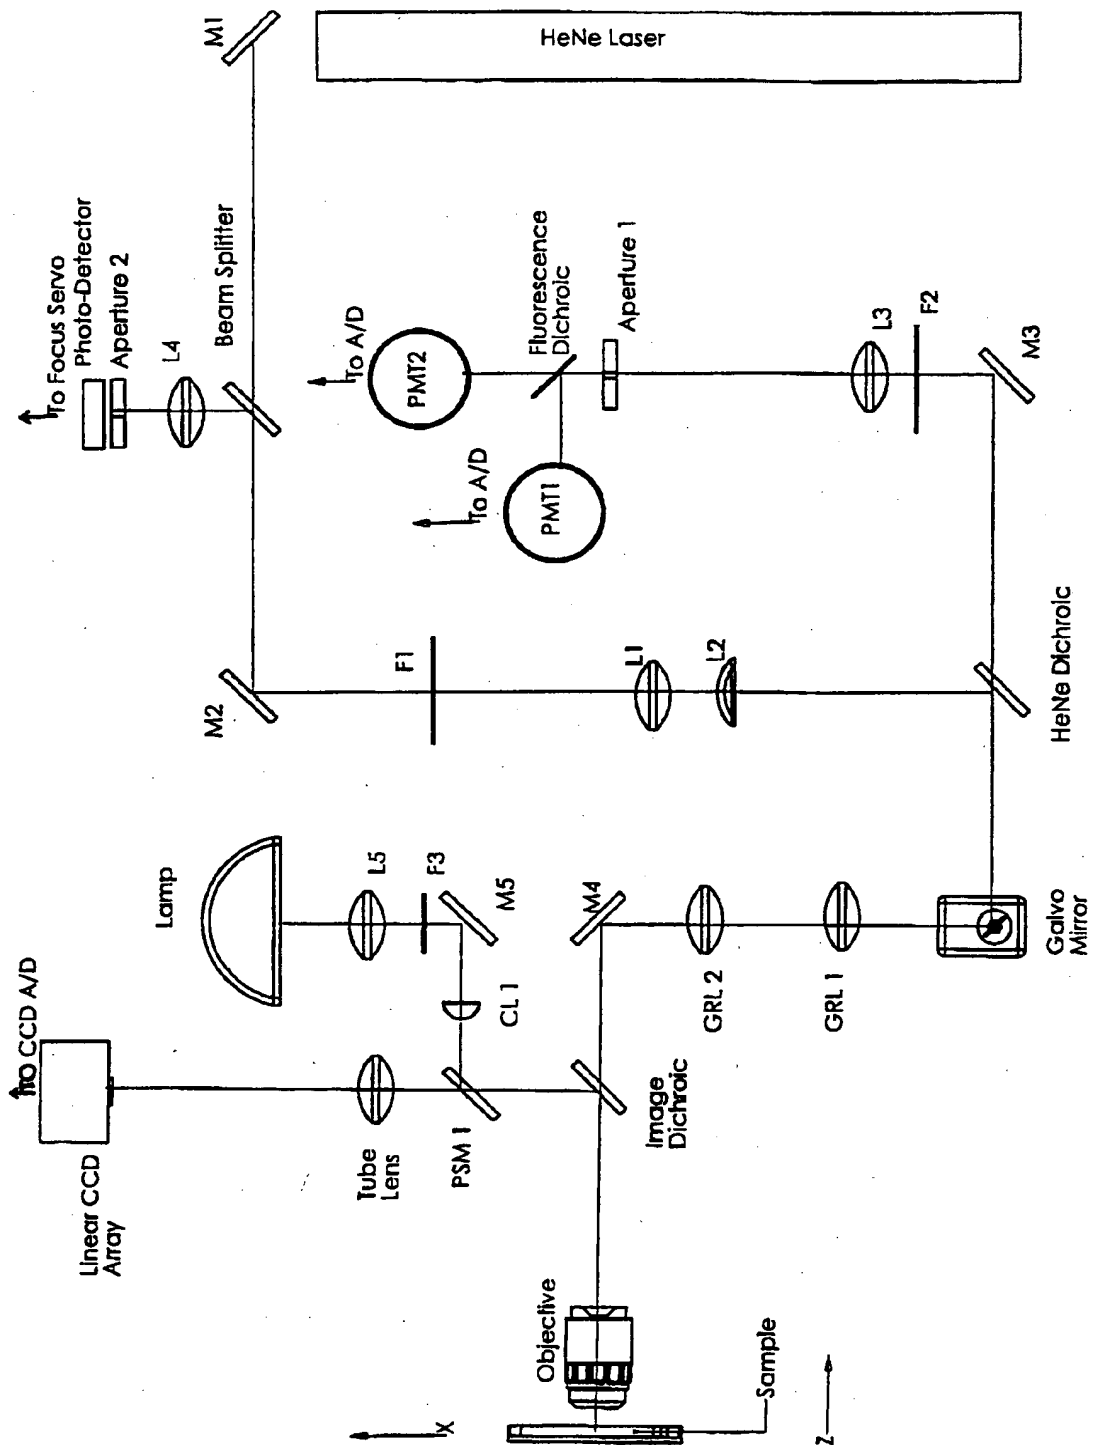 HeNe Laser
M1
To Focus Servo
Photo-Detector
Aperture 2
L4
Beam Splitter
To A/D
PMT2
Fluorescence
Dichroic
Aperture 1
L3
F2
M3
To A/D
PMT1
M2
F1
L1
L2
HeNe Dichroic
Lamp
L5
F3
M5
CL 1
M4
GRL 2
GRL 1
Galvo
Mirror
TO CCD A/D
Linear CCD
Array
Tube
Lens
PSM 1
Image
Dichroic
Objective
Sample
X
Z